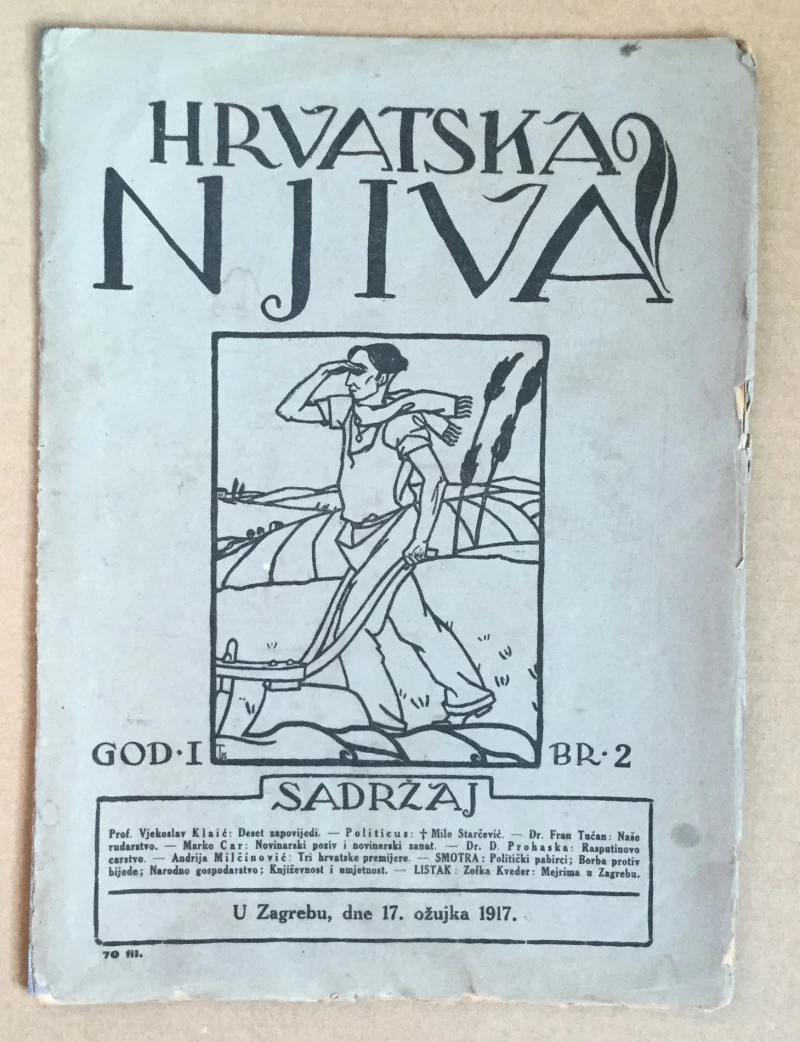 HRVATSKA
NJIVA
GOD·I
BR·2
SADRŽAJ
Prof. Vjekoslav Klaić: Deset zapovijedi. — Politicus: † Mile Starčević. — Dr. Fran Tućan: Naše
rudarstvo. — Marko Car: Novinarski poziv i novinarski zanat. — Dr. D. Prohaska: Rasputinovo
carstvo. — Andrija Milčinović: Tri hrvatske premijere. — SMOTRA: Politički pabirci; Borba protiv
bijede; Narodno gospodarstvo; Književnost i umjetnost. — LISTAK: Zofka Kveder: Mejrima u Zagrebu.
U Zagrebu, dne 17. ožujka 1917.
70 fil.